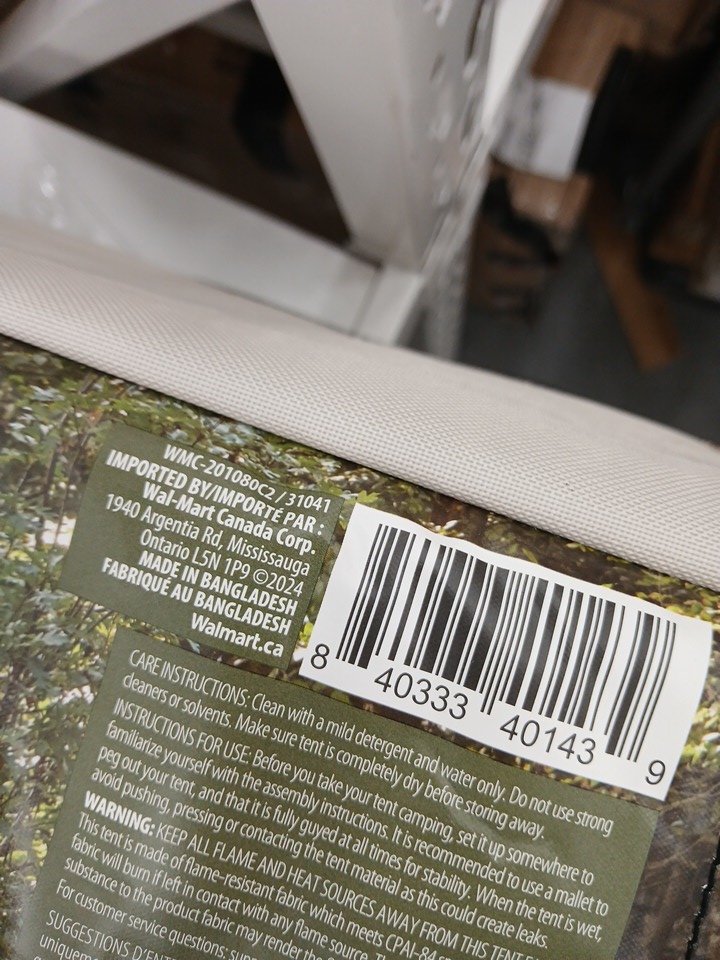 WMC-201080C2 / 31041
IMPORTED BY/IMPORTÉ PAR :
Wal-Mart Canada Corp.
1940 Argentia Rd, Mississauga
Ontario L5N 1P9 ©2024
MADE IN BANGLADESH
FABRIQUÉ AU BANGLADESH
Walmart.ca
8 40333 40143 9
CARE INSTRUCTIONS: Clean with a mild detergent and water only. Do not use strong
cleaners or solvents. Make sure tent is completely dry before storing away.
INSTRUCTIONS FOR USE: Before you take your tent camping, set it up somewhere to
familiarize yourself with the assembly instructions. It is recommended to use a mallet to
peg out your tent, and that it is fully guyed at all times for stability. When the tent is wet,
avoid pushing, pressing or contacting the tent material as this could create leaks.
WARNING: KEEP ALL FLAME AND HEAT SOURCES AWAY FROM THIS TENT
This tent is made of flame-resistant fabric which meets CPAI-84
fabric will burn if left in contact with any flame source. The
substance to the product fabric may render the
For customer service questions,
SUGGESTIONS